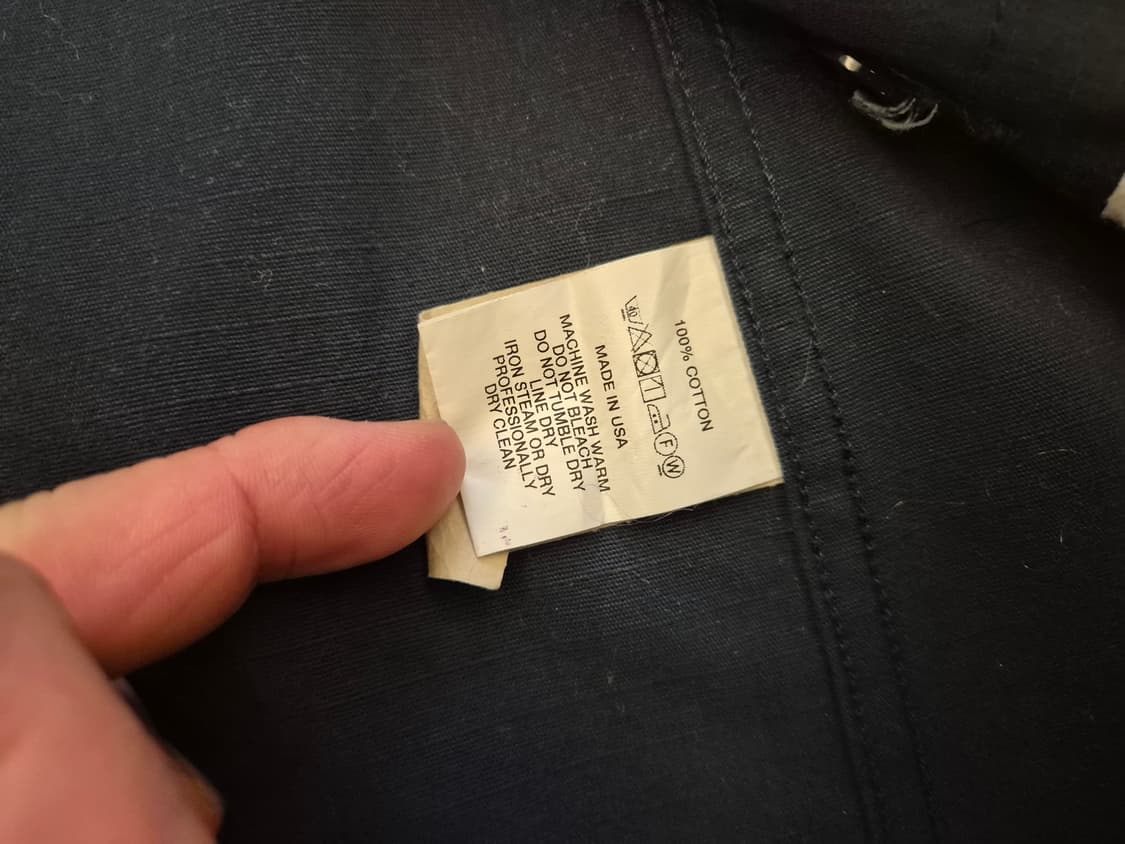 100% COTTON
40
F W
MADE IN USA
MACHINE WASH WARM
DO NOT BLEACH
DO NOT TUMBLE DRY
LINE DRY
IRON STEAM OR DRY
PROFESSIONALLY
DRY CLEAN